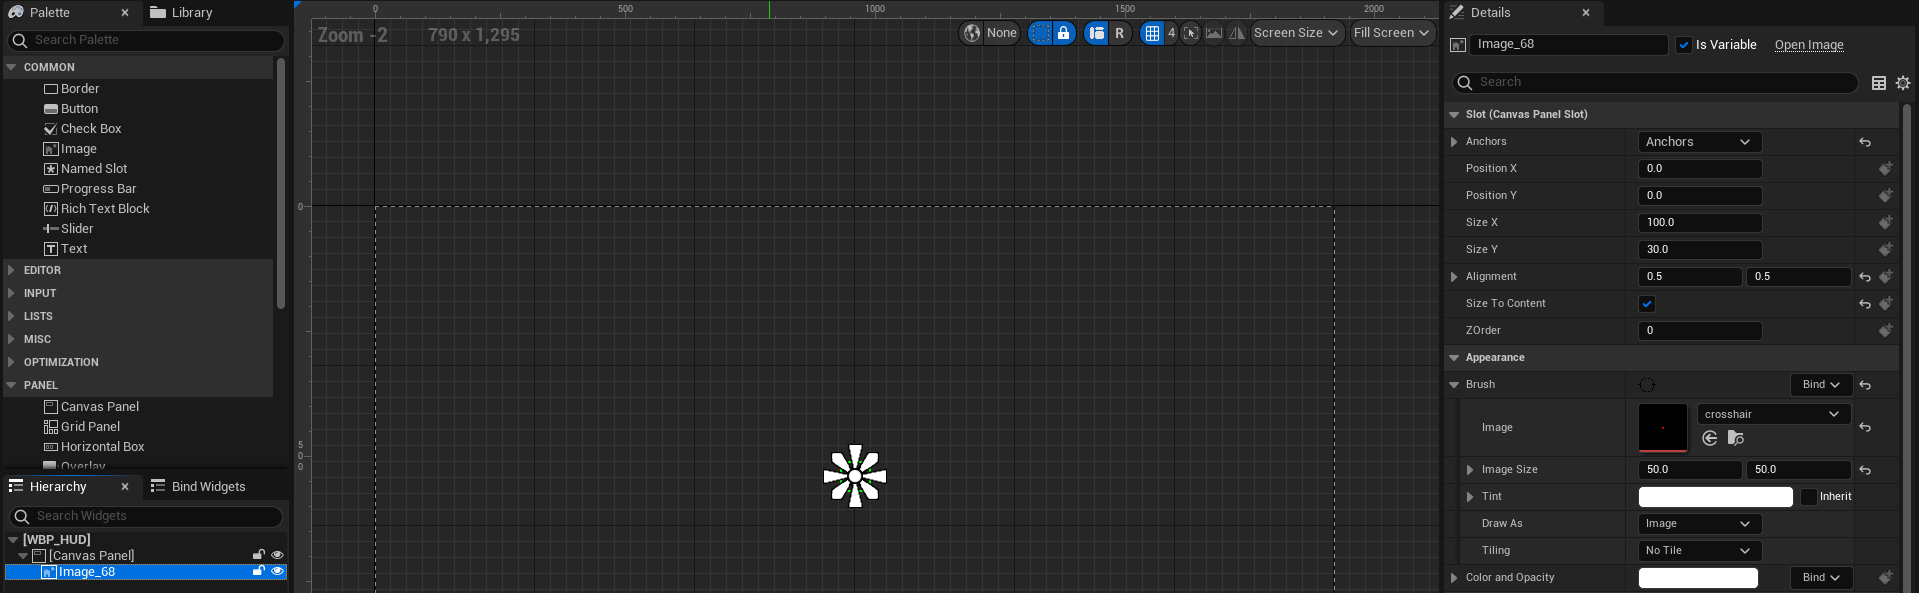 Palette
Library
Search Palette
COMMON
Border
Button
Check Box
Image
Named Slot
Progress Bar
Rich Text Block
Slider
Text
EDITOR
INPUT
LISTS
MISC
OPTIMIZATION
PANEL
Canvas Panel
Grid Panel
Horizontal Box
Overlay
Hierarchy
Bind Widgets
Search Widgets
[WBP_HUD]
[Canvas Panel]
Image_68
0 500 1000 1500 2000
Zoom -2 790 x 1,295
None R 4 Screen Size Fill Screen
0
5
0
0
Details
Image_68 Is Variable Open Image
Search
Slot (Canvas Panel Slot)
Anchors Anchors
Position X 0.0
Position Y 0.0
Size X 100.0
Size Y 30.0
Alignment 0.5 0.5
Size To Content
ZOrder 0
Appearance
Brush Bind
Image crosshair
Image Size 50.0 50.0
Tint Inherit
Draw As Image
Tiling No Tile
Color and Opacity Bind